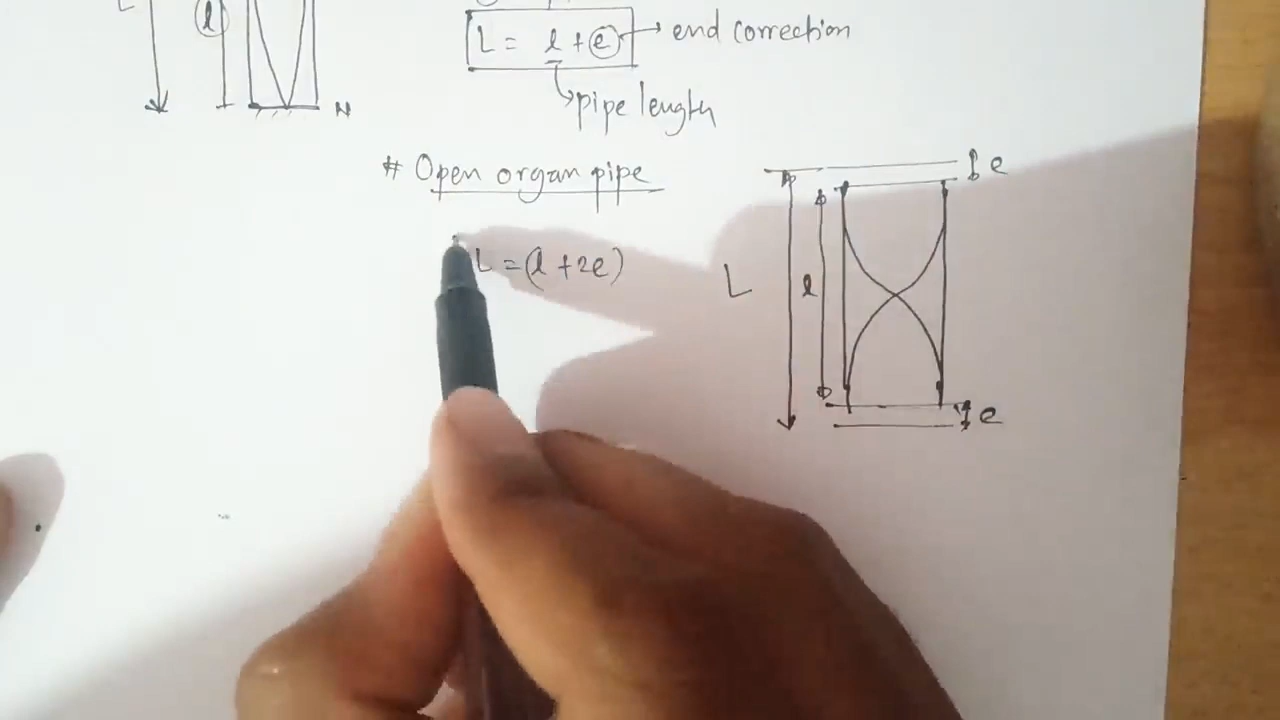 L
l
N
L = l + e → end correction
pipe length
# Open organ pipe
L = (l + 2e)
e
L
l
e